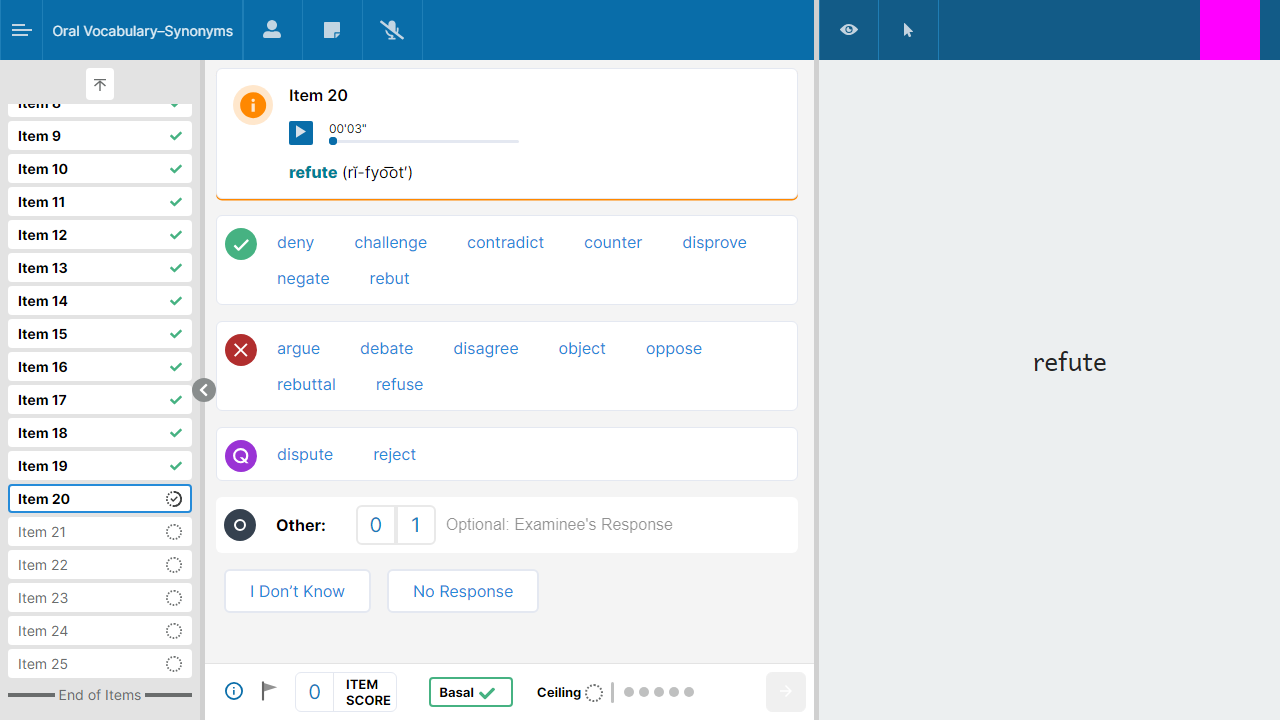 Oral Vocabulary–Synonyms
Item 8
Item 9
Item 10
Item 11
Item 12
Item 13
Item 14
Item 15
Item 16
Item 17
Item 18
Item 19
Item 20
Item 21
Item 22
Item 23
Item 24
Item 25
End of Items
Item 20
00'03"
refute (rĭ-fyo͞ot′)
deny challenge contradict counter disprove
negate rebut
argue debate disagree object oppose
rebuttal refuse
Q dispute reject
Other: 0 1 Optional: Examinee's Response
I Don’t Know No Response
0 ITEM SCORE Basal Ceiling
refute